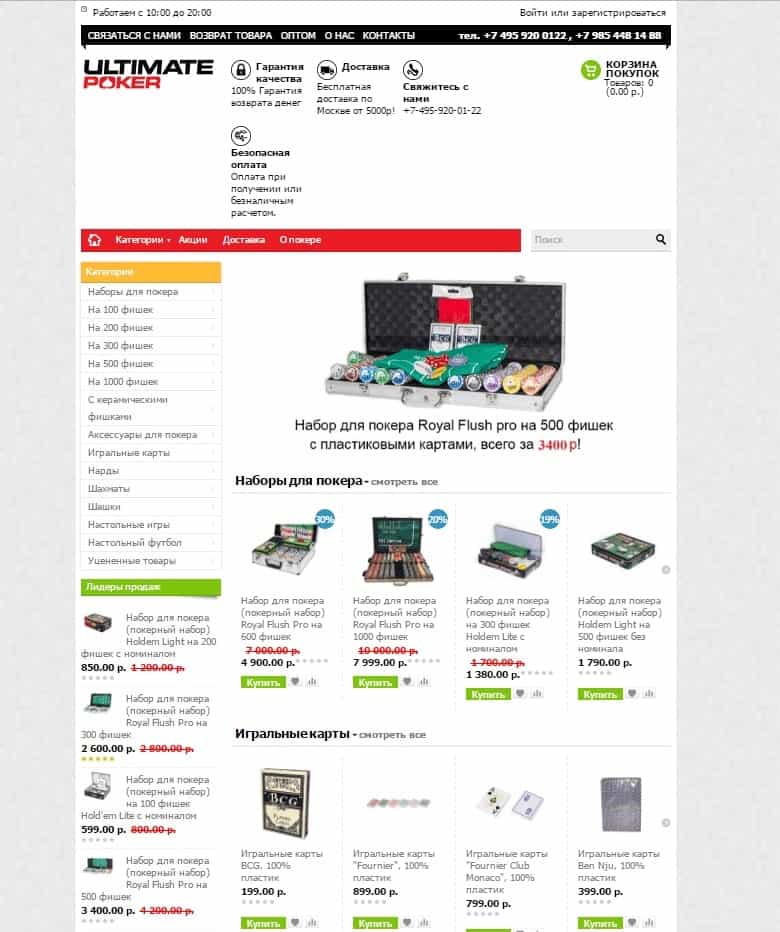 Работаем с 10:00 до 20:00
Войти или зарегистрироваться
СВЯЗАТЬСЯ С НАМИ ВОЗВРАТ ТОВАРА ОПТОМ О НАС КОНТАКТЫ
тел. +7 495 920 0122 , +7 985 448 14 88
ULTIMATE
POKER
Гарантия
качества
100% Гарантия
возврата денег
Доставка
Бесплатная
доставка по
Москве от 5000р!
Свяжитесь с
нами
+7-495-920-01-22
Безопасная
оплата
Оплата при
получении или
безналичным
расчетом.
КОРЗИНА
ПОКУПОК
Товаров: 0
(0.00 р.)
Категории Акции Доставка О покере
Поиск
Категории
Наборы для покера
На 100 фишек
На 200 фишек
На 300 фишек
На 500 фишек
На 1000 фишек
С керамическими
фишками
Аксессуары для покера
Игральные карты
Нарды
Шахматы
Шашки
Настольные игры
Настольный футбол
Уцененные товары
Лидеры продаж
Набор для покера
(покерный набор)
Holdem Light на 200
фишек с номиналом
850.00 р. 1 200.00 р.
Набор для покера
(покерный набор)
Royal Flush Pro на
300 фишек
2 600.00 р. 2 800.00 р.
Набор для покера
(покерный набор)
на 100 фишек
Hold'em Lite с номиналом
599.00 р. 800.00 р.
Набор для покера
(покерный набор)
Royal Flush Pro на
500 фишек
3 400.00 р. 4 200.00 р.
BCG BCG
Набор для покера Royal Flush pro на 500 фишек
с пластиковыми картами, всего за 3400р!
Наборы для покера - смотреть все
30%
Набор для покера
(покерный набор)
Royal Flush Pro на
600 фишек
7 000.00 р.
4 900.00 р.
Купить
20%
Набор для покера
(покерный набор)
Royal Flush Pro на
1000 фишек
10 000.00 р.
7 999.00 р.
Купить
19%
Набор для покера
(покерный набор)
на 300 фишек
Holdem Lite с
номиналом
1 700.00 р.
1 380.00 р.
Купить
Набор для покера
(покерный набор)
Holdem Light на
500 фишек без
номинала
1 790.00 р.
Купить
Игральные карты - смотреть все
BCG
Игральные карты
BCG, 100%
пластик
199.00 р.
Купить
Игральные карты
"Fournier", 100%
пластик
899.00 р.
Купить
Игральные карты
"Fournier Club
Monaco", 100%
пластик
799.00 р.
Игральные карты
Ben Nju, 100%
пластик
399.00 р.
Купить